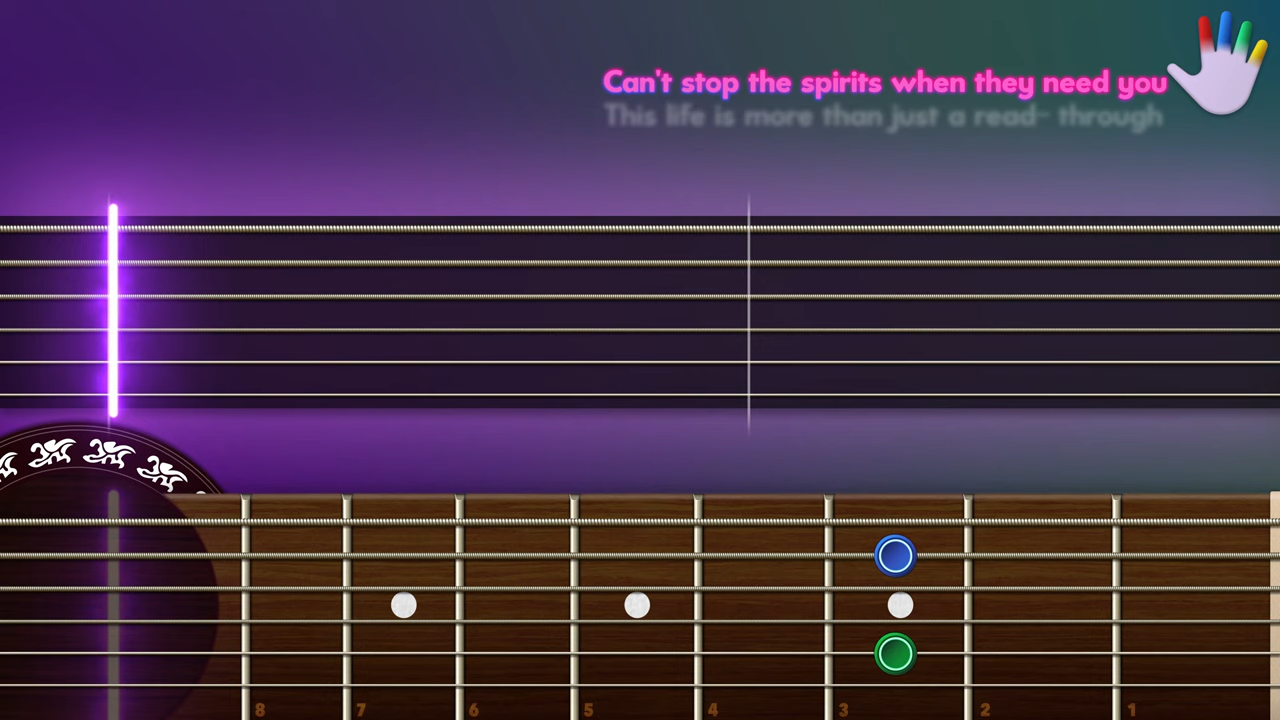 Can't stop the spirits when they need you
This life is more than just a read- through
8 7 6 5 4 3 2 1